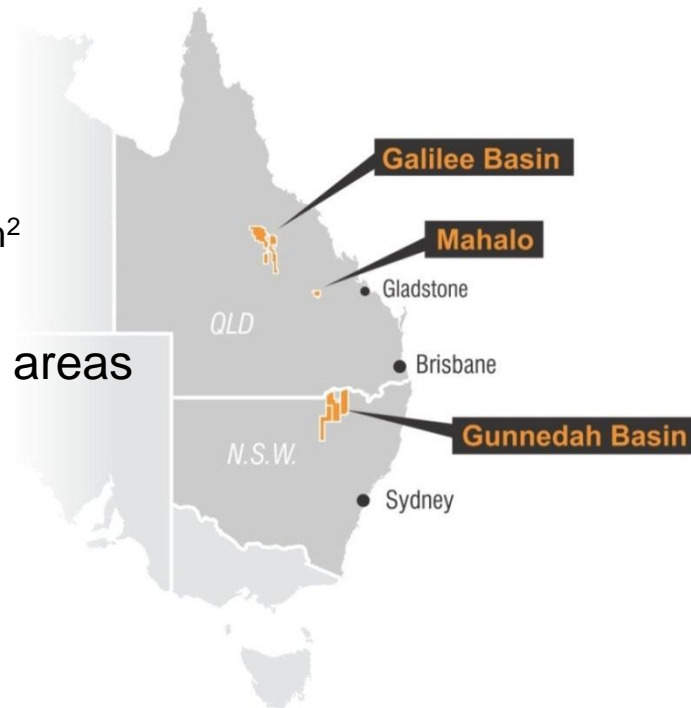 Galilee Basin
Mahalo
Gladstone
QLD
areas
Brisbane
Gunnedah Basin
N.S.W.
Sydney